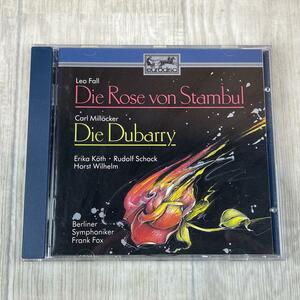 eurodisc
Leo Fall
Die Rose von Stambul
Carl Millöcker
Die Dubarry
Erika Köth · Rudolf Schock
Horst Wilhelm
Berliner
Symphoniker
Frank Fox